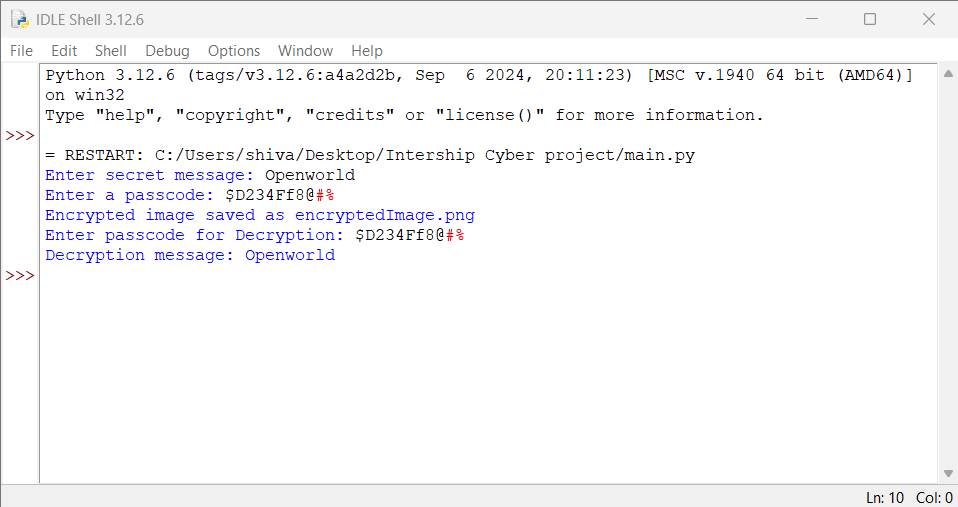 IDLE Shell 3.12.6
File Edit Shell Debug Options Window Help
Python 3.12.6 (tags/v3.12.6:a4a2d2b, Sep  6 2024, 20:11:23) [MSC v.1940 64 bit (AMD64)]
on win32
Type "help", "copyright", "credits" or "license()" for more information.
>>>
= RESTART: C:/Users/shiva/Desktop/Intership Cyber project/main.py
Enter secret message: Openworld
Enter a passcode: $D234Ff8@#%
Encrypted image saved as encryptedImage.png
Enter passcode for Decryption: $D234Ff8@#%
Decryption message: Openworld
>>>
Ln: 10 Col: 0